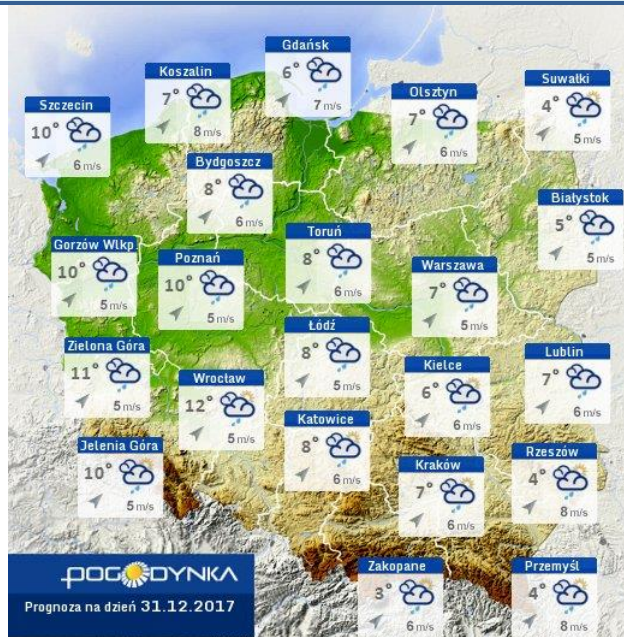 Gdańsk
6°
7 m/s
Koszalin
7°
8 m/s
Suwałki
4°
5 m/s
Olsztyn
7°
6 m/s
Szczecin
10°
6 m/s
Bydgoszcz
8°
6 m/s
Białystok
5°
5 m/s
Toruń
8°
6 m/s
Gorzów Wlkp.
10°
5 m/s
Poznań
10°
5 m/s
Warszawa
7°
5 m/s
Łódź
8°
5 m/s
Zielona Góra
11°
5 m/s
Lublin
7°
6 m/s
Kielce
6°
6 m/s
Wrocław
12°
5 m/s
Katowice
8°
6 m/s
Jelenia Góra
10°
5 m/s
Rzeszów
4°
8 m/s
Kraków
7°
6 m/s
Zakopane
3°
6 m/s
Przemyśl
4°
8 m/s
POGODYNKA
Prognoza na dzień 31.12.2017